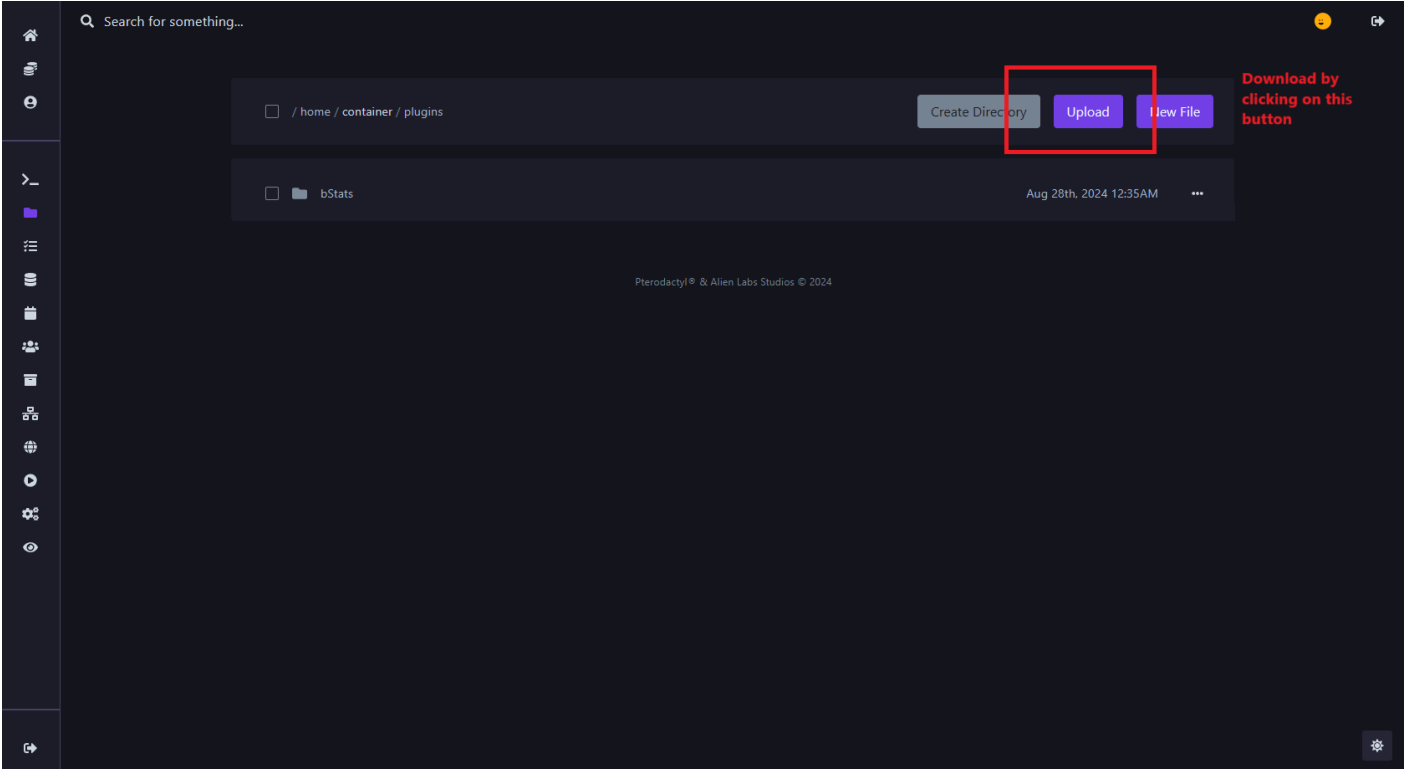 Search for something...
Download by
clicking on this
button
/ home / container / plugins
Create Directory
Upload
New File
bStats
Aug 28th, 2024 12:35AM
Pterodactyl® & Alien Labs Studios © 2024